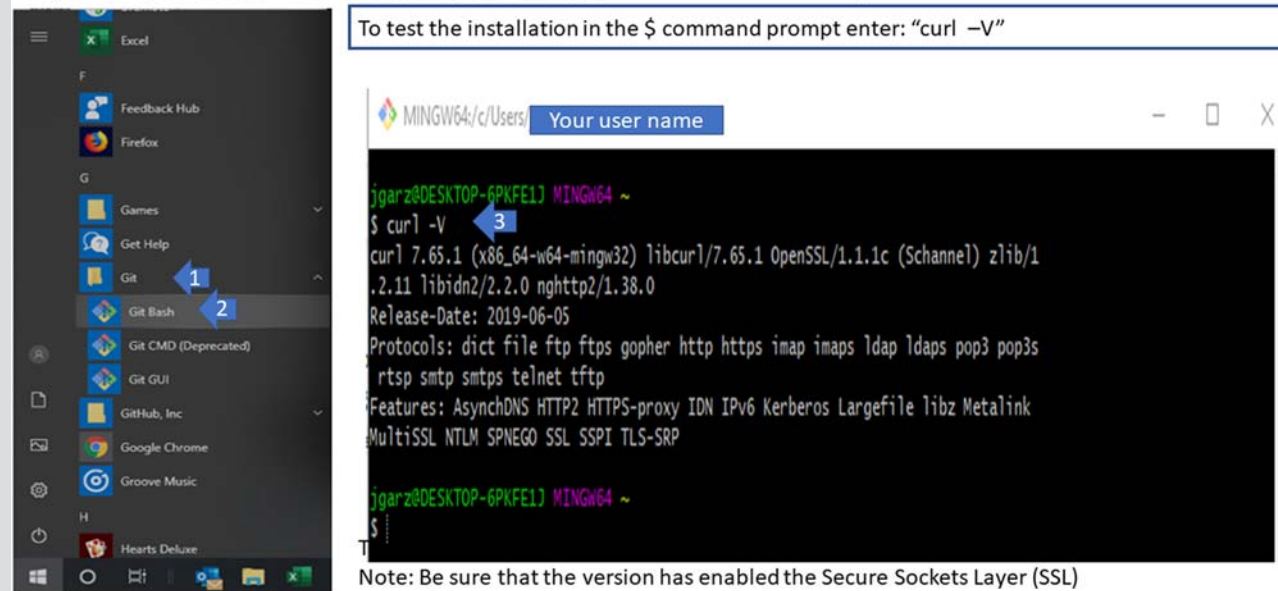 Excel
F
Feedback Hub
Firefox
G
Games
Get Help
Git
1
Git Bash
2
Git CMD (Deprecated)
Git GUI
GitHub, Inc
Google Chrome
Groove Music
H
Hearts Deluxe
To test the installation in the $ command prompt enter: “curl –V”
MINGW64:/c/Users/ Your user name
jgarz@DESKTOP-6PKFE1J MINGW64 ~
$ curl -V 3
curl 7.65.1 (x86_64-w64-mingw32) libcurl/7.65.1 OpenSSL/1.1.1c (Schannel) zlib/1
.2.11 libidn2/2.2.0 nghttp2/1.38.0
Release-Date: 2019-06-05
Protocols: dict file ftp ftps gopher http https imap imaps ldap ldaps pop3 pop3s
rtsp smtp smtps telnet tftp
Features: AsynchDNS HTTP2 HTTPS-proxy IDN IPv6 Kerberos Largefile libz Metalink
MultiSSL NTLM SPNEGO SSL SSPI TLS-SRP
jgarz@DESKTOP-6PKFE1J MINGW64 ~
$
T
Note: Be sure that the version has enabled the Secure Sockets Layer (SSL)